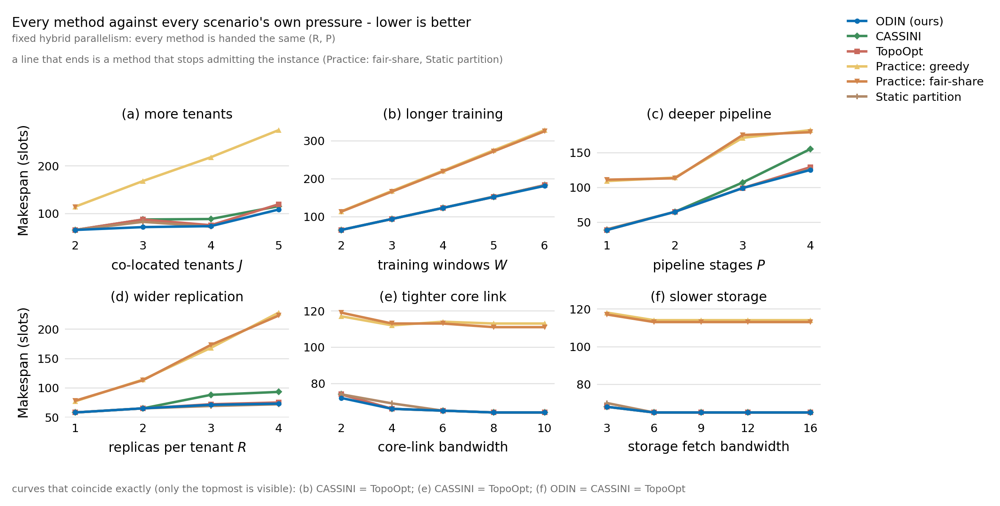 Every method against every scenario's own pressure - lower is better
fixed hybrid parallelism: every method is handed the same (R, P)
a line that ends is a method that stops admitting the instance (Practice: fair-share, Static partition)
ODIN (ours)
CASSINI
TopoOpt
Practice: greedy
Practice: fair-share
Static partition
(a) more tenants
Makespan (slots)
200
100
2 3 4 5
co-located tenants J
(b) longer training
300
200
100
2 3 4 5 6
training windows W
(c) deeper pipeline
150
100
50
1 2 3 4
pipeline stages P
(d) wider replication
Makespan (slots)
200
150
100
50
1 2 3 4
replicas per tenant R
(e) tighter core link
120
100
80
2 4 6 8 10
core-link bandwidth
(f) slower storage
120
100
80
3 6 9 12 16
storage fetch bandwidth
curves that coincide exactly (only the topmost is visible): (b) CASSINI = TopoOpt; (e) CASSINI = TopoOpt; (f) ODIN = CASSINI = TopoOpt